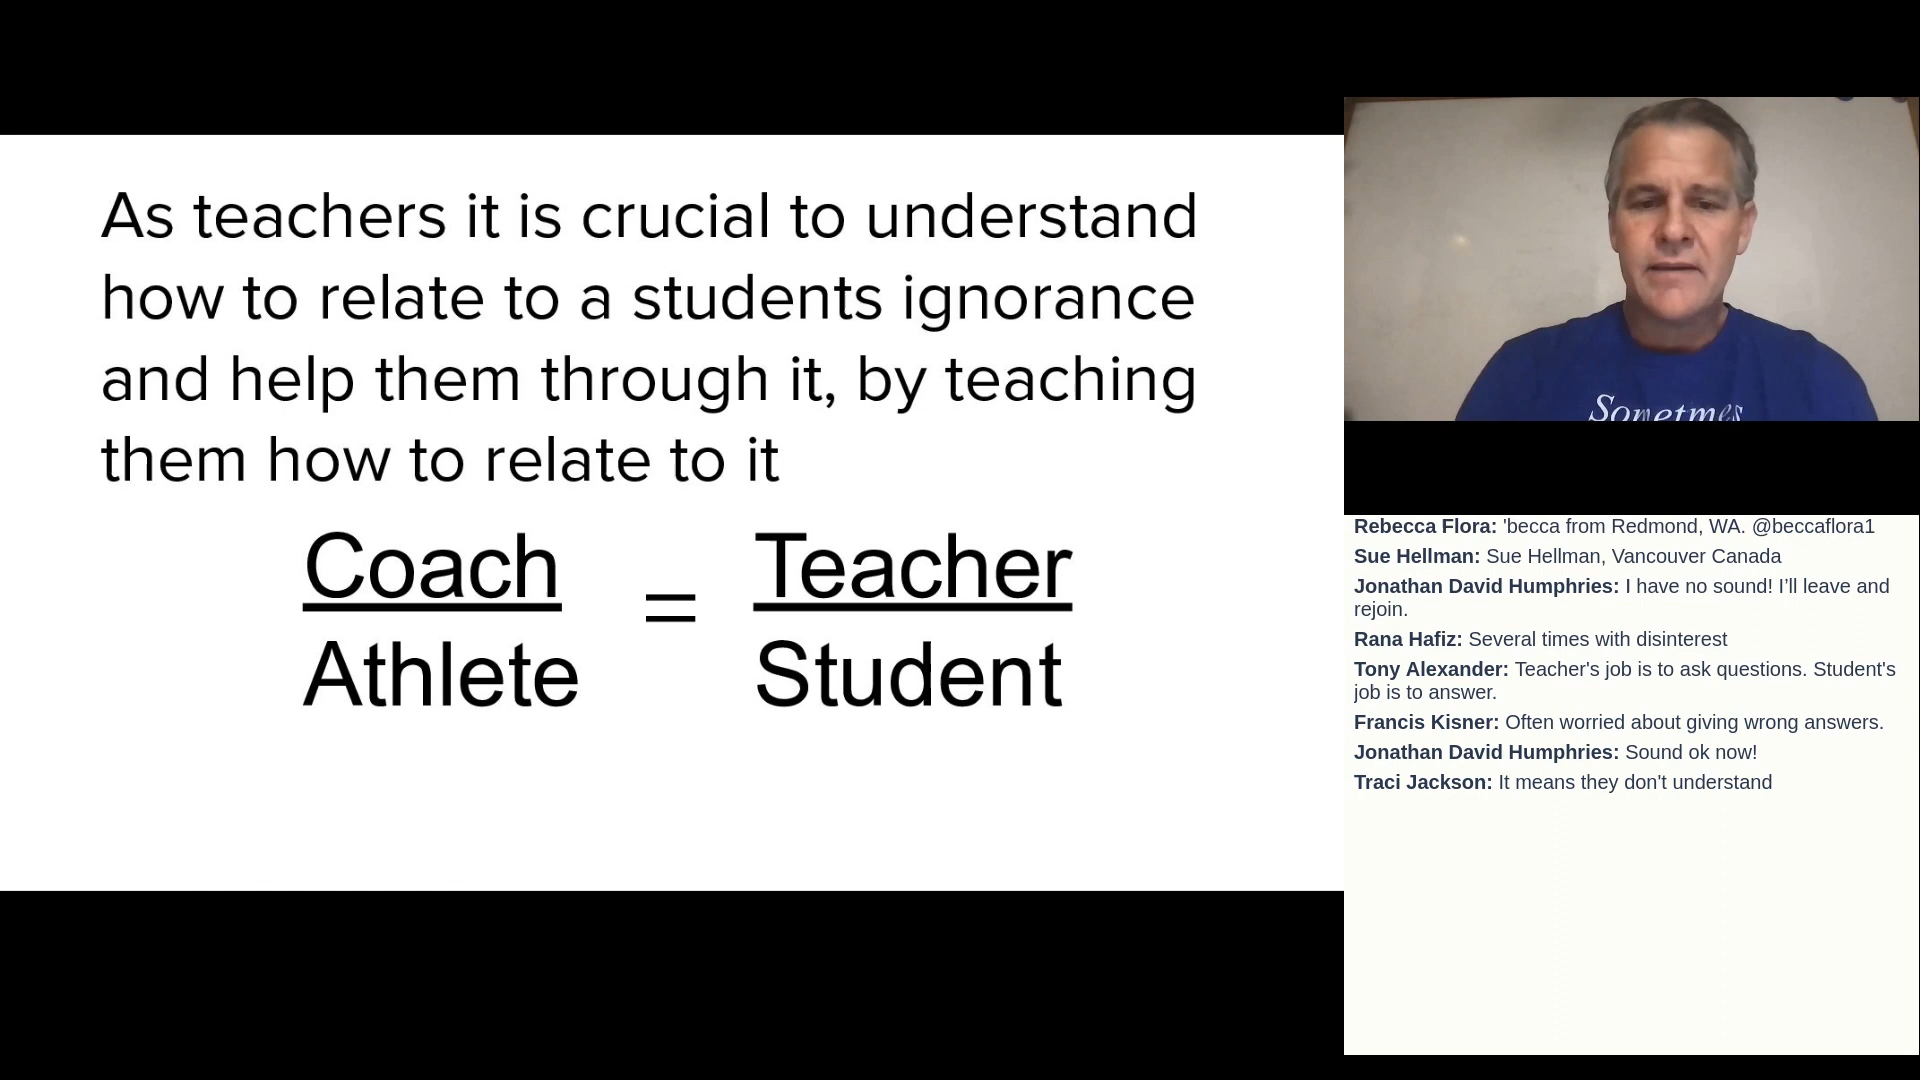 As teachers it is crucial to understand
how to relate to a students ignorance
and help them through it, by teaching
them how to relate to it
Coach
Athlete
=
Teacher
Student
Sometmes
Rebecca Flora: 'becca from Redmond, WA. @beccaflora1
Sue Hellman: Sue Hellman, Vancouver Canada
Jonathan David Humphries: I have no sound! I’ll leave and
rejoin.
Rana Hafiz: Several times with disinterest
Tony Alexander: Teacher's job is to ask questions. Student's
job is to answer.
Francis Kisner: Often worried about giving wrong answers.
Jonathan David Humphries: Sound ok now!
Traci Jackson: It means they don't understand